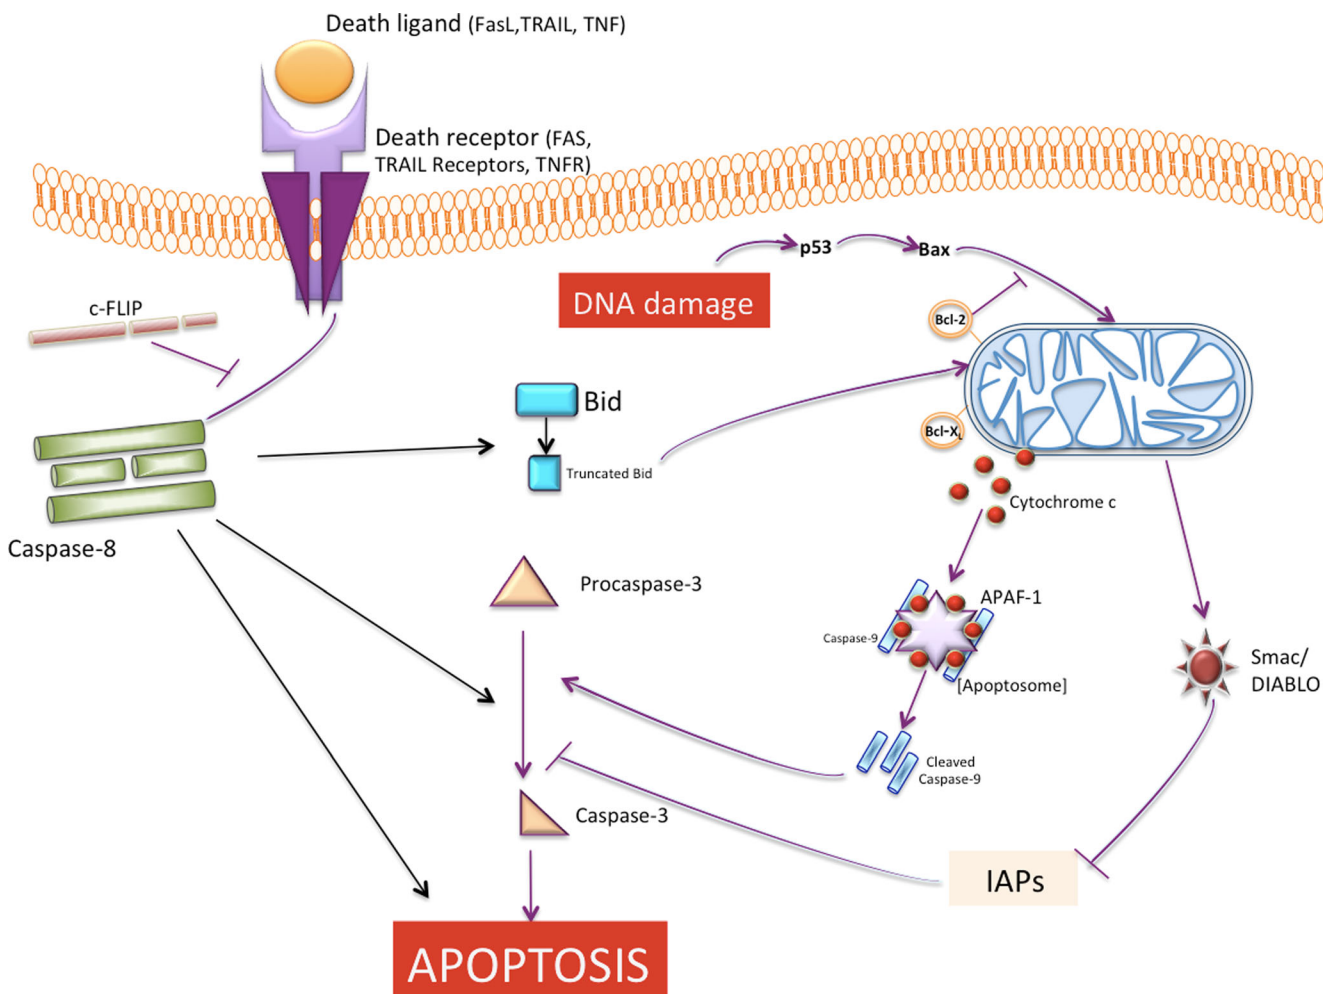 Death ligand (FasL,TRAIL, TNF)
Death receptor (FAS,
TRAIL Receptors, TNFR)
p53
Bax
DNA damage
c-FLIP
Bcl-2
Bid
Truncated Bid
Bcl-XL
Cytochrome c
Caspase-8
Procaspase-3
APAF-1
Caspase-9
[Apoptosome]
Smac/
DIABLO
Cleaved
Caspase-9
Caspase-3
IAPs
APOPTOSIS